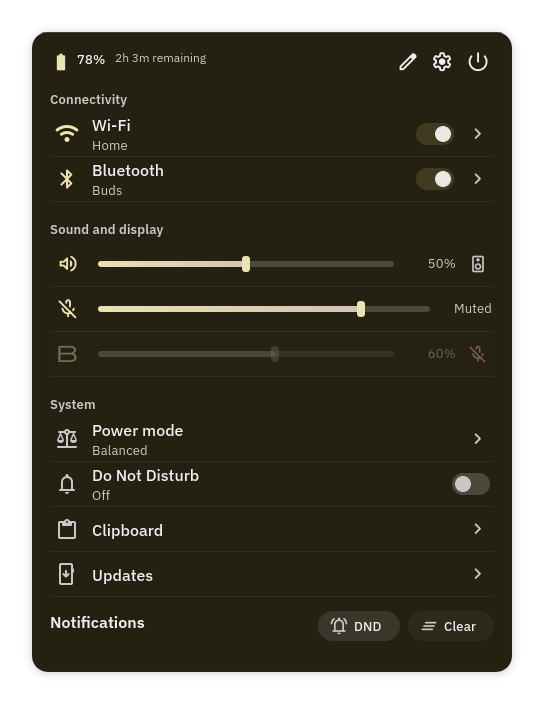 78% 2h 3m remaining
Connectivity
Wi-Fi
Home
Bluetooth
Buds
Sound and display
50%
Muted
60%
System
Power mode
Balanced
Do Not Disturb
Off
Clipboard
Updates
Notifications DND Clear